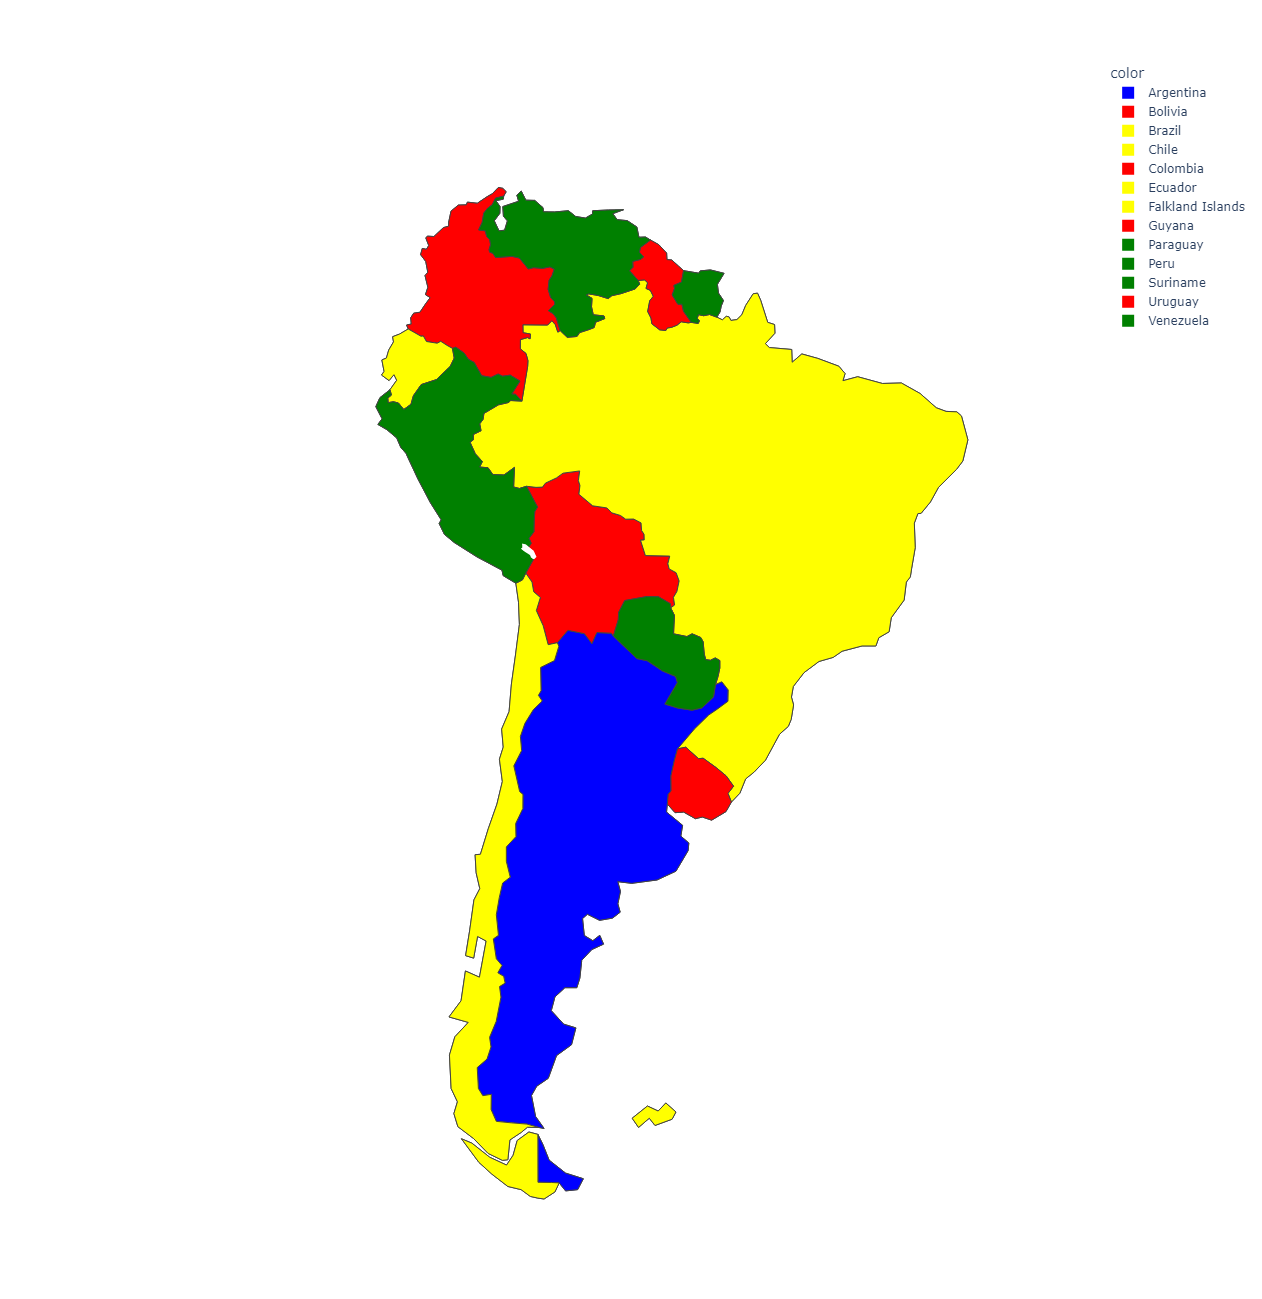 color
Argentina
Bolivia
Brazil
Chile
Colombia
Ecuador
Falkland Islands
Guyana
Paraguay
Peru
Suriname
Uruguay
Venezuela